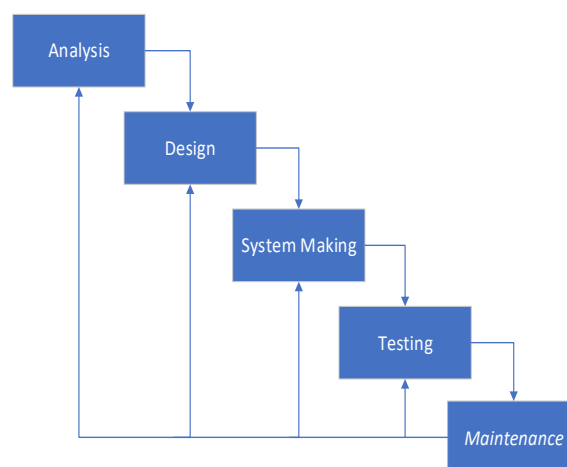 Analysis
Design
System Making
Testing
Maintenance